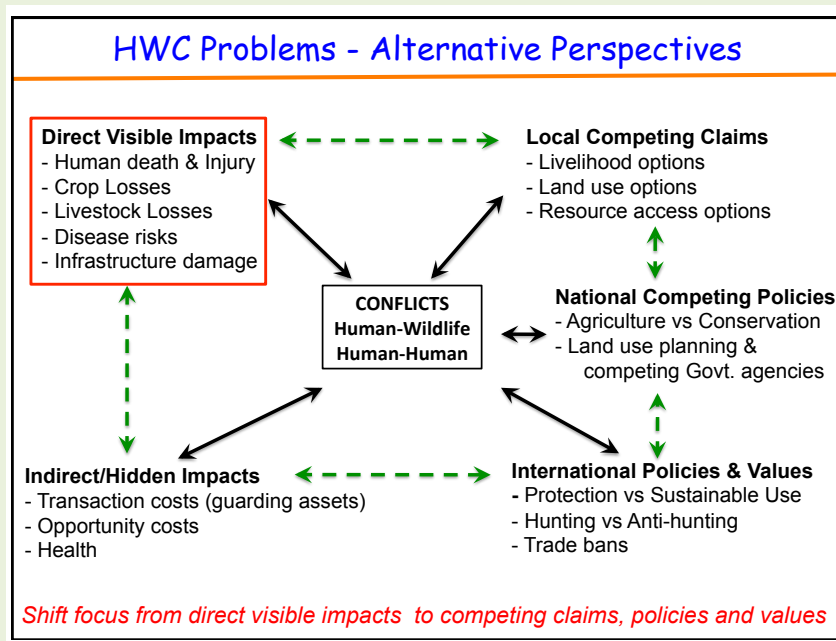 HWC Problems - Alternative Perspectives
Direct Visible Impacts
- Human death & Injury
- Crop Losses
- Livestock Losses
- Disease risks
- Infrastructure damage
Local Competing Claims
- Livelihood options
- Land use options
- Resource access options
CONFLICTS
Human-Wildlife
Human-Human
National Competing Policies
- Agriculture vs Conservation
- Land use planning &
competing Govt. agencies
Indirect/Hidden Impacts
- Transaction costs (guarding assets)
- Opportunity costs
- Health
International Policies & Values
- Protection vs Sustainable Use
- Hunting vs Anti-hunting
- Trade bans
Shift focus from direct visible impacts to competing claims, policies and values